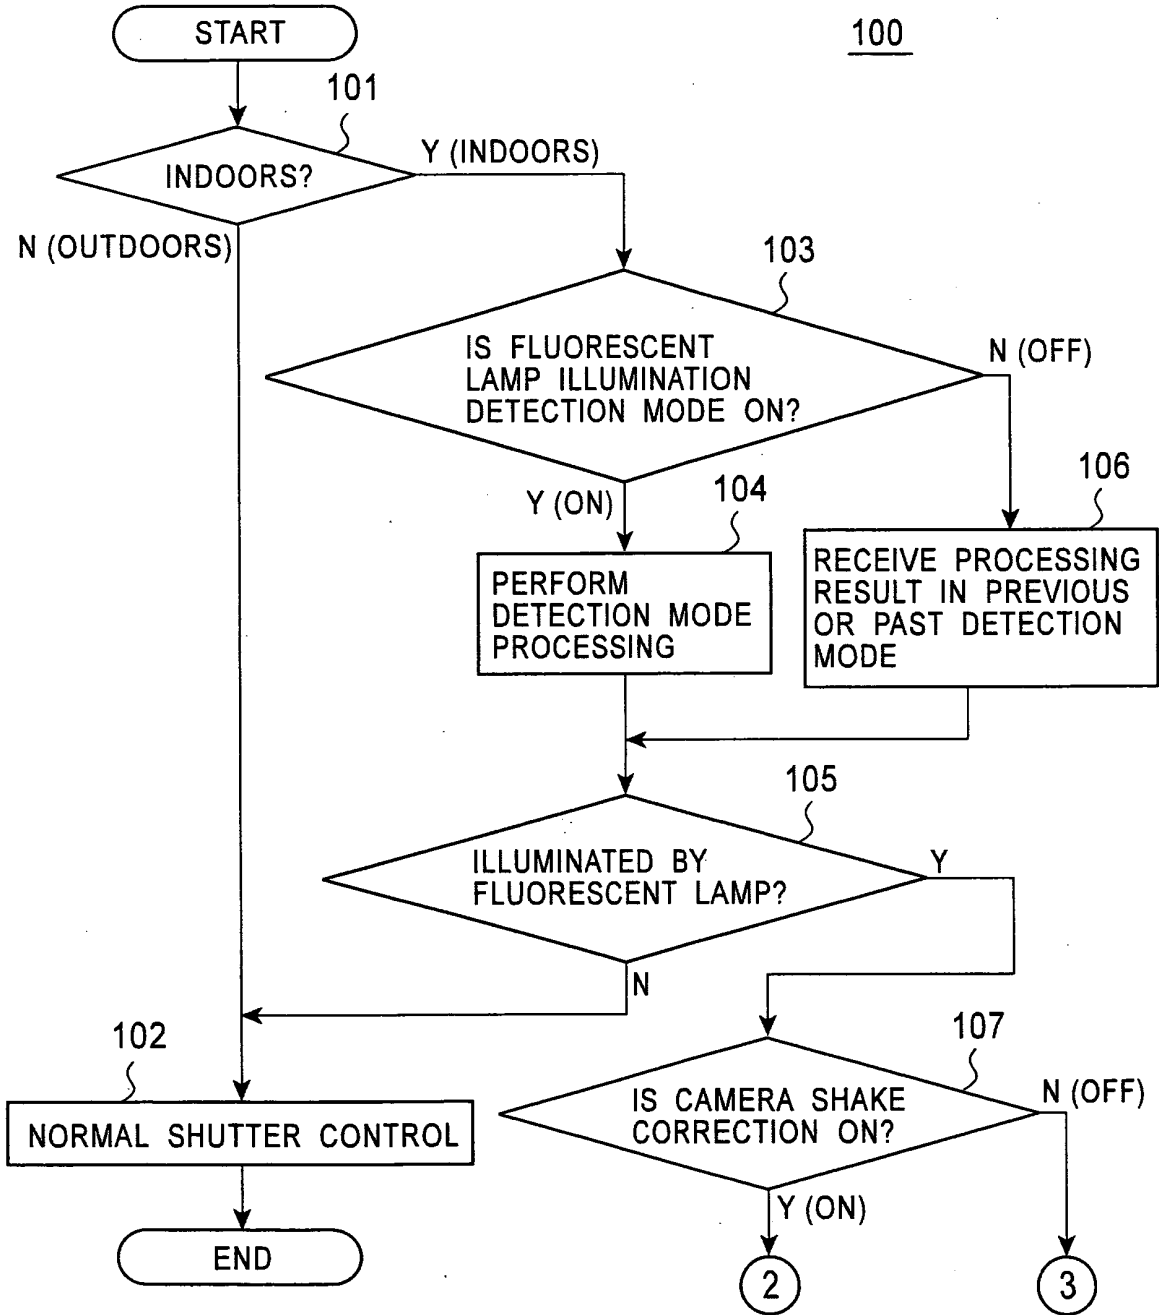 START
100
101
INDOORS?
Y (INDOORS)
N (OUTDOORS)
103
IS FLUORESCENT
LAMP ILLUMINATION
DETECTION MODE ON?
N (OFF)
Y (ON)
104
106
PERFORM
DETECTION MODE
PROCESSING
RECEIVE PROCESSING
RESULT IN PREVIOUS
OR PAST DETECTION
MODE
105
ILLUMINATED BY
FLUORESCENT LAMP?
Y
N
102
107
NORMAL SHUTTER CONTROL
IS CAMERA SHAKE
CORRECTION ON?
N (OFF)
Y (ON)
END
2
3